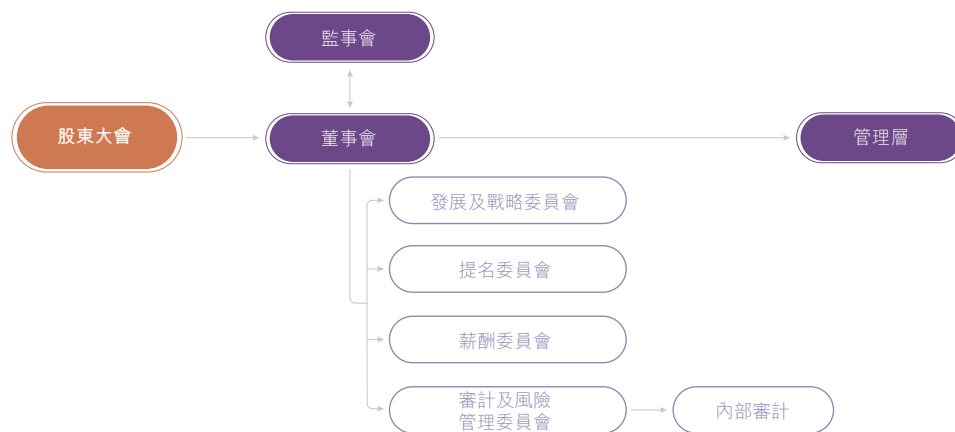 監事會
股東大會
董事會
管理層
發展及戰略委員會
提名委員會
薪酬委員會
審計及風險
管理委員會
內部審計